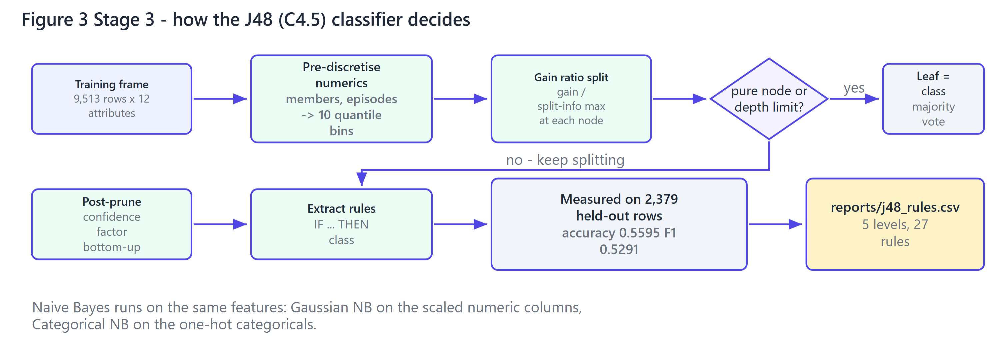 Figure 3 Stage 3 - how the J48 (C4.5) classifier decides
Training frame
9,513 rows x 12
attributes
Pre-discretise
numerics
members, episodes
-> 10 quantile
bins
Gain ratio split
gain /
split-info max
at each node
pure node or
depth limit?
yes
Leaf =
class
majority
vote
no - keep splitting
Post-prune
confidence
factor
bottom-up
Extract rules
IF ... THEN
class
Measured on 2,379
held-out rows
accuracy 0.5595 F1
0.5291
reports/j48_rules.csv
5 levels, 27
rules
Naive Bayes runs on the same features: Gaussian NB on the scaled numeric columns,
Categorical NB on the one-hot categoricals.